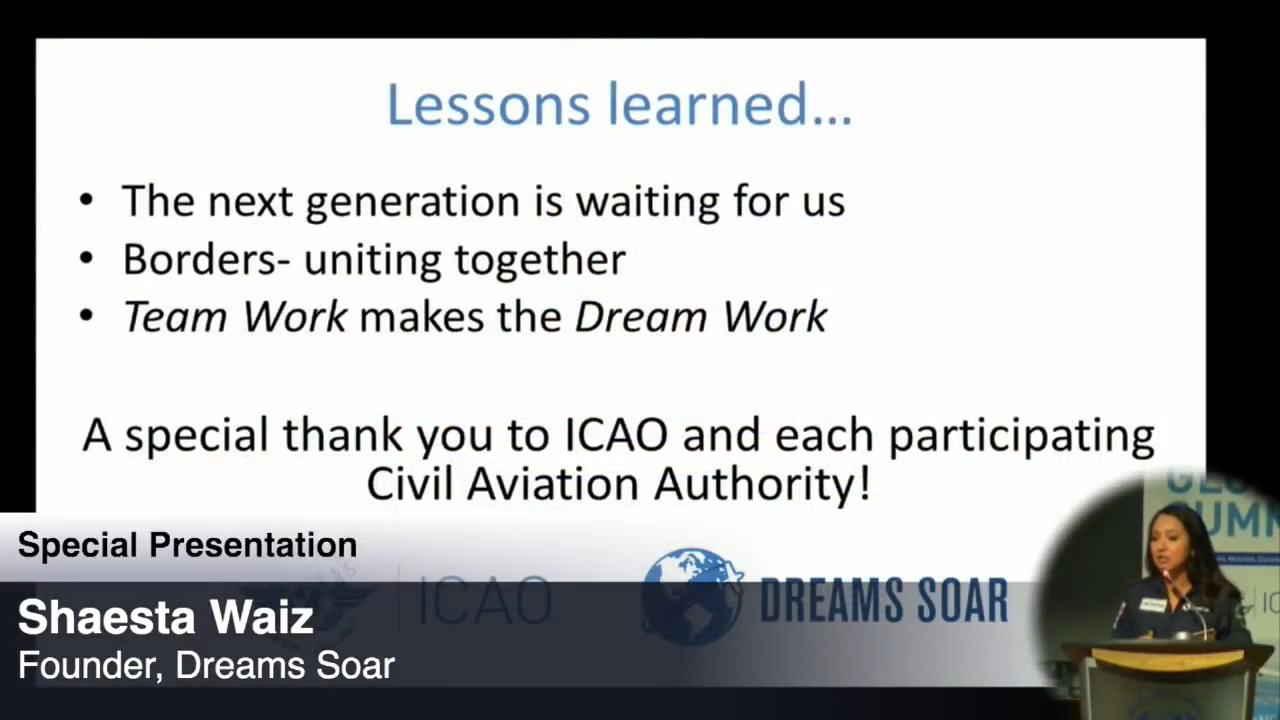 Lessons learned...
• The next generation is waiting for us
• Borders- uniting together
• Team Work makes the Dream Work
A special thank you to ICAO and each participating
Civil Aviation Authority!
Special Presentation
Shaesta Waiz
Founder, Dreams Soar
ICAO
DREAMS SOAR